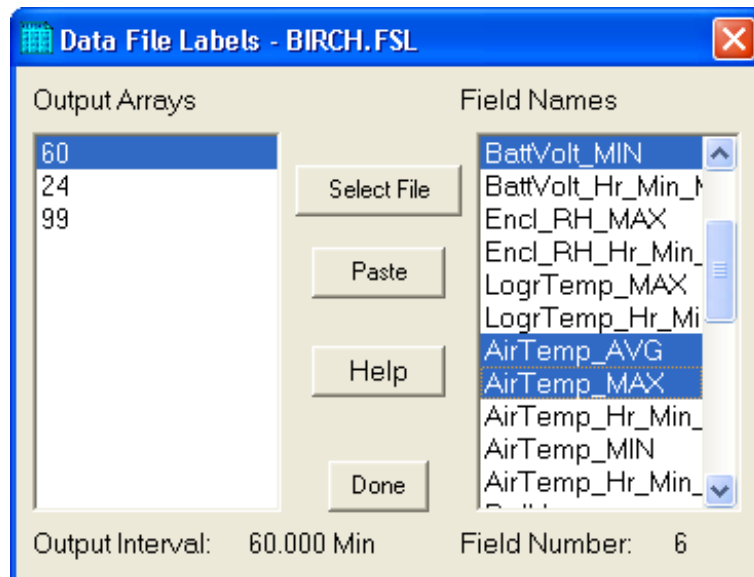 Data File Labels - BIRCH.FSL
Output Arrays
60
24
99
Select File
Paste
Help
Done
Field Names
BattVolt_MIN
BattVolt_Hr_Min_
Encl_RH_MAX
Encl_RH_Hr_Min_
LogrTemp_MAX
LogrTemp_Hr_Mi
AirTemp_AVG
AirTemp_MAX
AirTemp_Hr_Min_
AirTemp_MIN
AirTemp_Hr_Min_
Output Interval: 60.000 Min
Field Number: 6